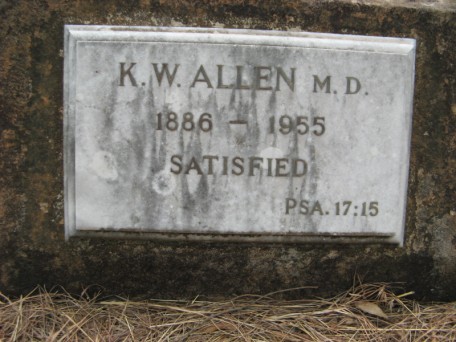 K. W. ALLEN M. D.
1886 – 1955
SATISFIED
PSA. 17:15